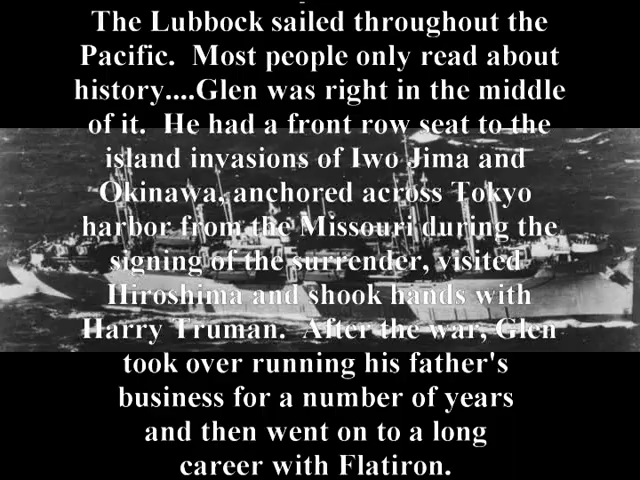 The Lubbock sailed throughout the
Pacific.  Most people only read about
history....Glen was right in the middle
of it.  He had a front row seat to the
island invasions of Iwo Jima and
Okinawa, anchored across Tokyo
harbor from the Missouri during the
signing of the surrender, visited
Hiroshima and shook hands with
Harry Truman.  After the war, Glen
took over running his father's
business for a number of years
and then went on to a long
career with Flatiron.